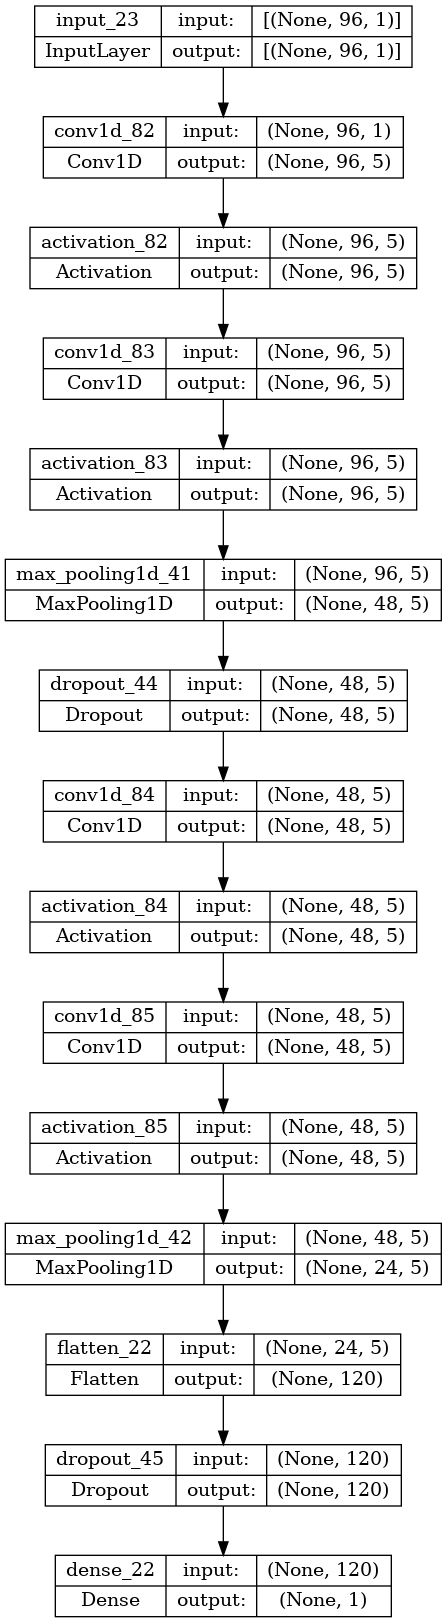 input_23 input: [(None, 96, 1)]
InputLayer output: [(None, 96, 1)]
conv1d_82 input: (None, 96, 1)
Conv1D output: (None, 96, 5)
activation_82 input: (None, 96, 5)
Activation output: (None, 96, 5)
conv1d_83 input: (None, 96, 5)
Conv1D output: (None, 96, 5)
activation_83 input: (None, 96, 5)
Activation output: (None, 96, 5)
max_pooling1d_41 input: (None, 96, 5)
MaxPooling1D output: (None, 48, 5)
dropout_44 input: (None, 48, 5)
Dropout output: (None, 48, 5)
conv1d_84 input: (None, 48, 5)
Conv1D output: (None, 48, 5)
activation_84 input: (None, 48, 5)
Activation output: (None, 48, 5)
conv1d_85 input: (None, 48, 5)
Conv1D output: (None, 48, 5)
activation_85 input: (None, 48, 5)
Activation output: (None, 48, 5)
max_pooling1d_42 input: (None, 48, 5)
MaxPooling1D output: (None, 24, 5)
flatten_22 input: (None, 24, 5)
Flatten output: (None, 120)
dropout_45 input: (None, 120)
Dropout output: (None, 120)
dense_22 input: (None, 120)
Dense output: (None, 1)